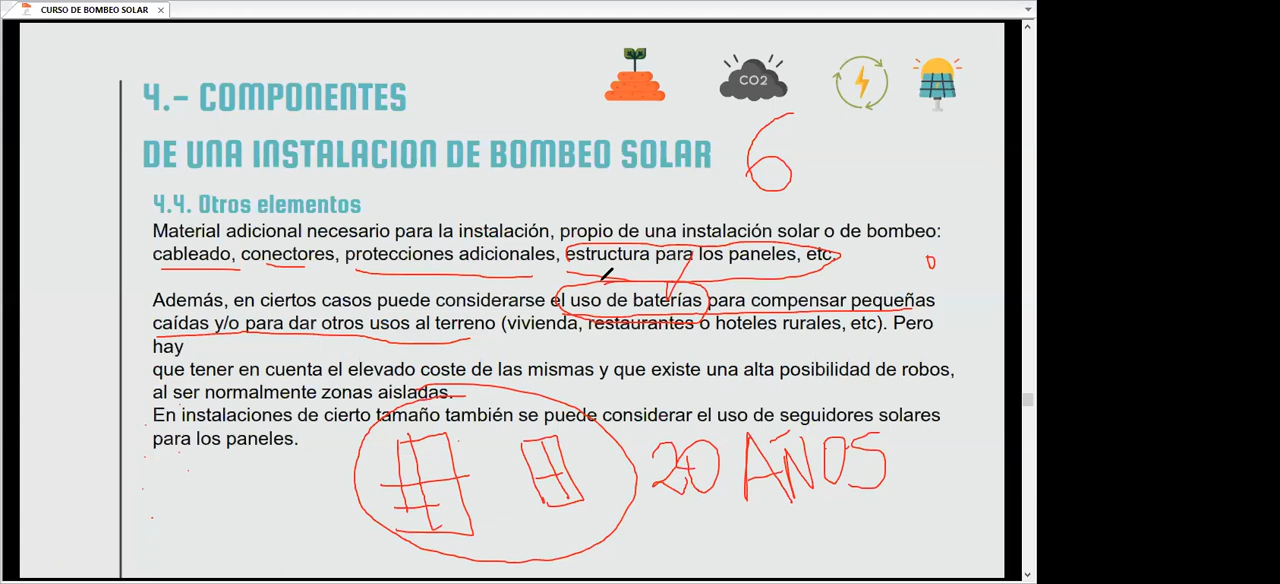 CURSO DE BOMBEO SOLAR
CO2
4.- COMPONENTES
DE UNA INSTALACION DE BOMBEO SOLAR
6
4.4. Otros elementos
Material adicional necesario para la instalación, propio de una instalación solar o de bombeo:
cableado, conectores, protecciones adicionales, estructura para los paneles, etc.
Además, en ciertos casos puede considerarse el uso de baterías para compensar pequeñas
caídas y/o para dar otros usos al terreno (vivienda, restaurantes o hoteles rurales, etc). Pero
hay
que tener en cuenta el elevado coste de las mismas y que existe una alta posibilidad de robos,
al ser normalmente zonas aisladas.
En instalaciones de cierto tamaño también se puede considerar el uso de seguidores solares
para los paneles.
20 AÑOS